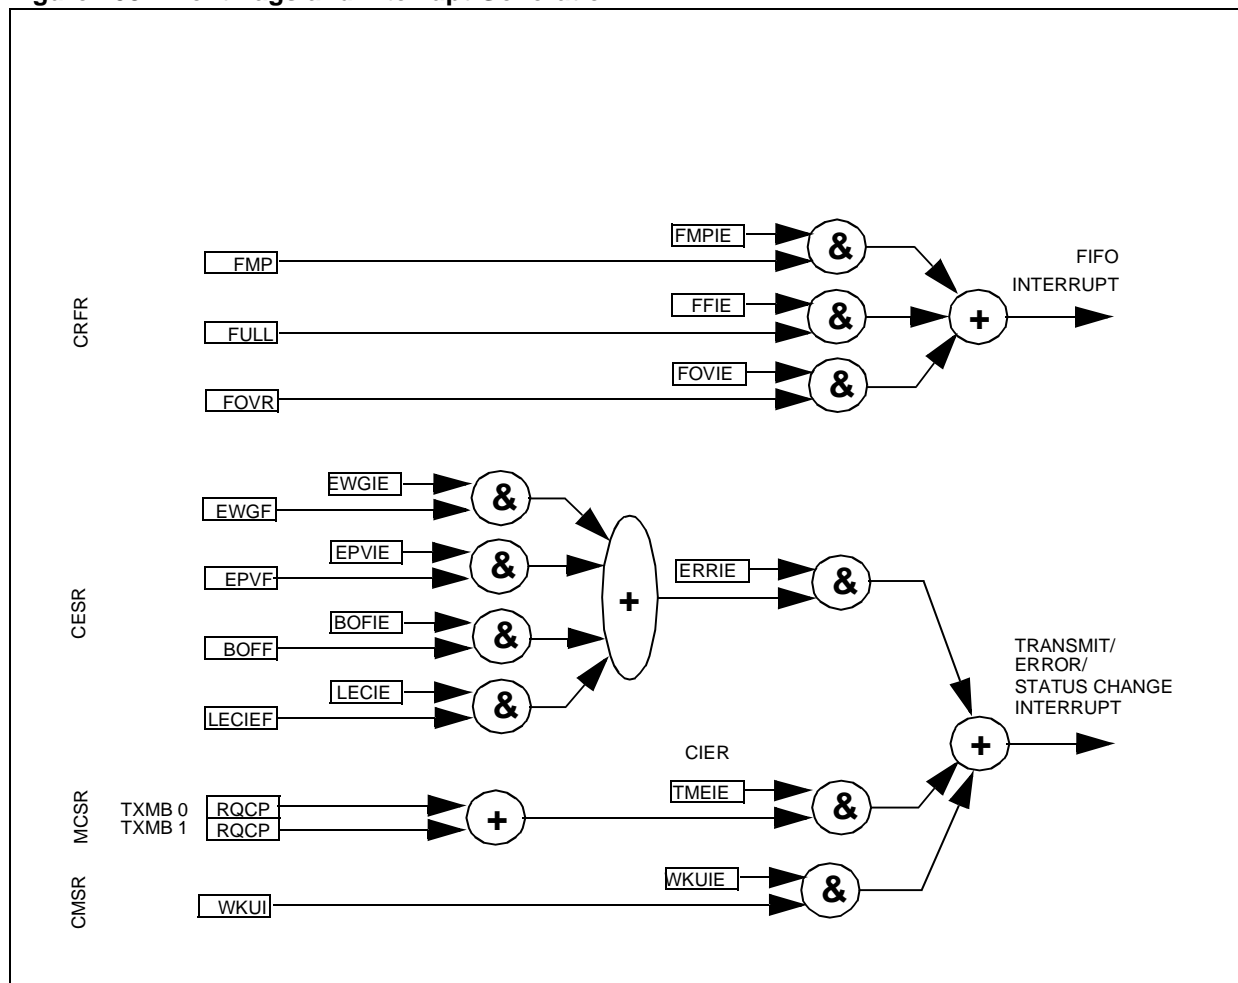 FMPIE
&
FMP
FIFO
INTERRUPT
CRFR
FFIE
&
+
FULL
FOVIE
&
FOVR
EWGIE
&
EWGF
EPVIE
&
EPVF
ERRIE
&
+
CESR
BOFIE
&
BOFF
LECIE
&
LECIEF
TRANSMIT/
ERROR/
STATUS CHANGE
INTERRUPT
+
CIER
MCSR
TXMB 0
RQCP
TXMB 1
RQCP
+
TMEIE
&
CMSR
WKUIE
&
WKUI